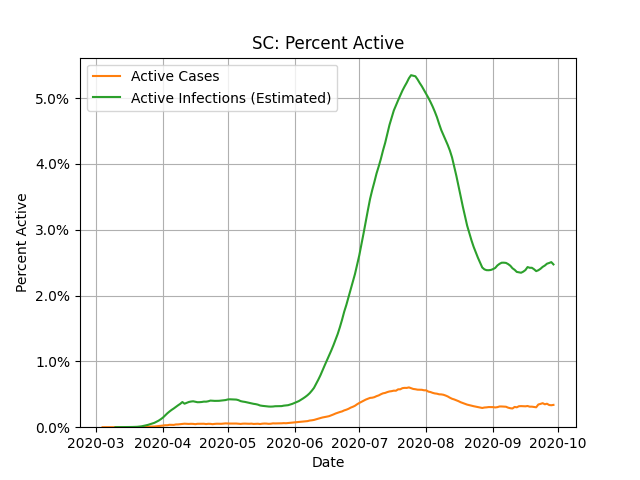 SC: Percent Active
Active Cases
Active Infections (Estimated)
Percent Active
5.0%
4.0%
3.0%
2.0%
1.0%
0.0%
2020-03 2020-04 2020-05 2020-06 2020-07 2020-08 2020-09 2020-10
Date